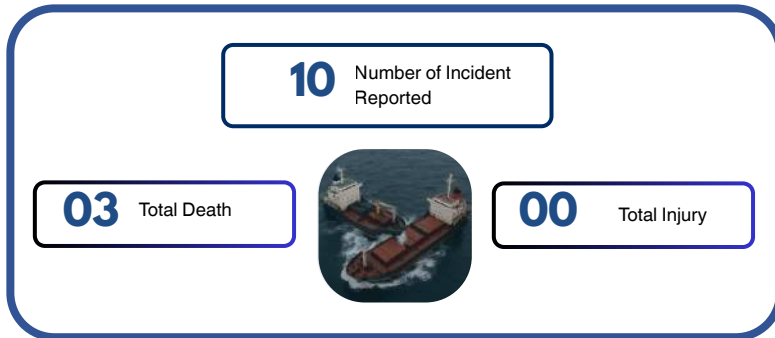 10 Number of Incident
Reported
03 Total Death
00 Total Injury